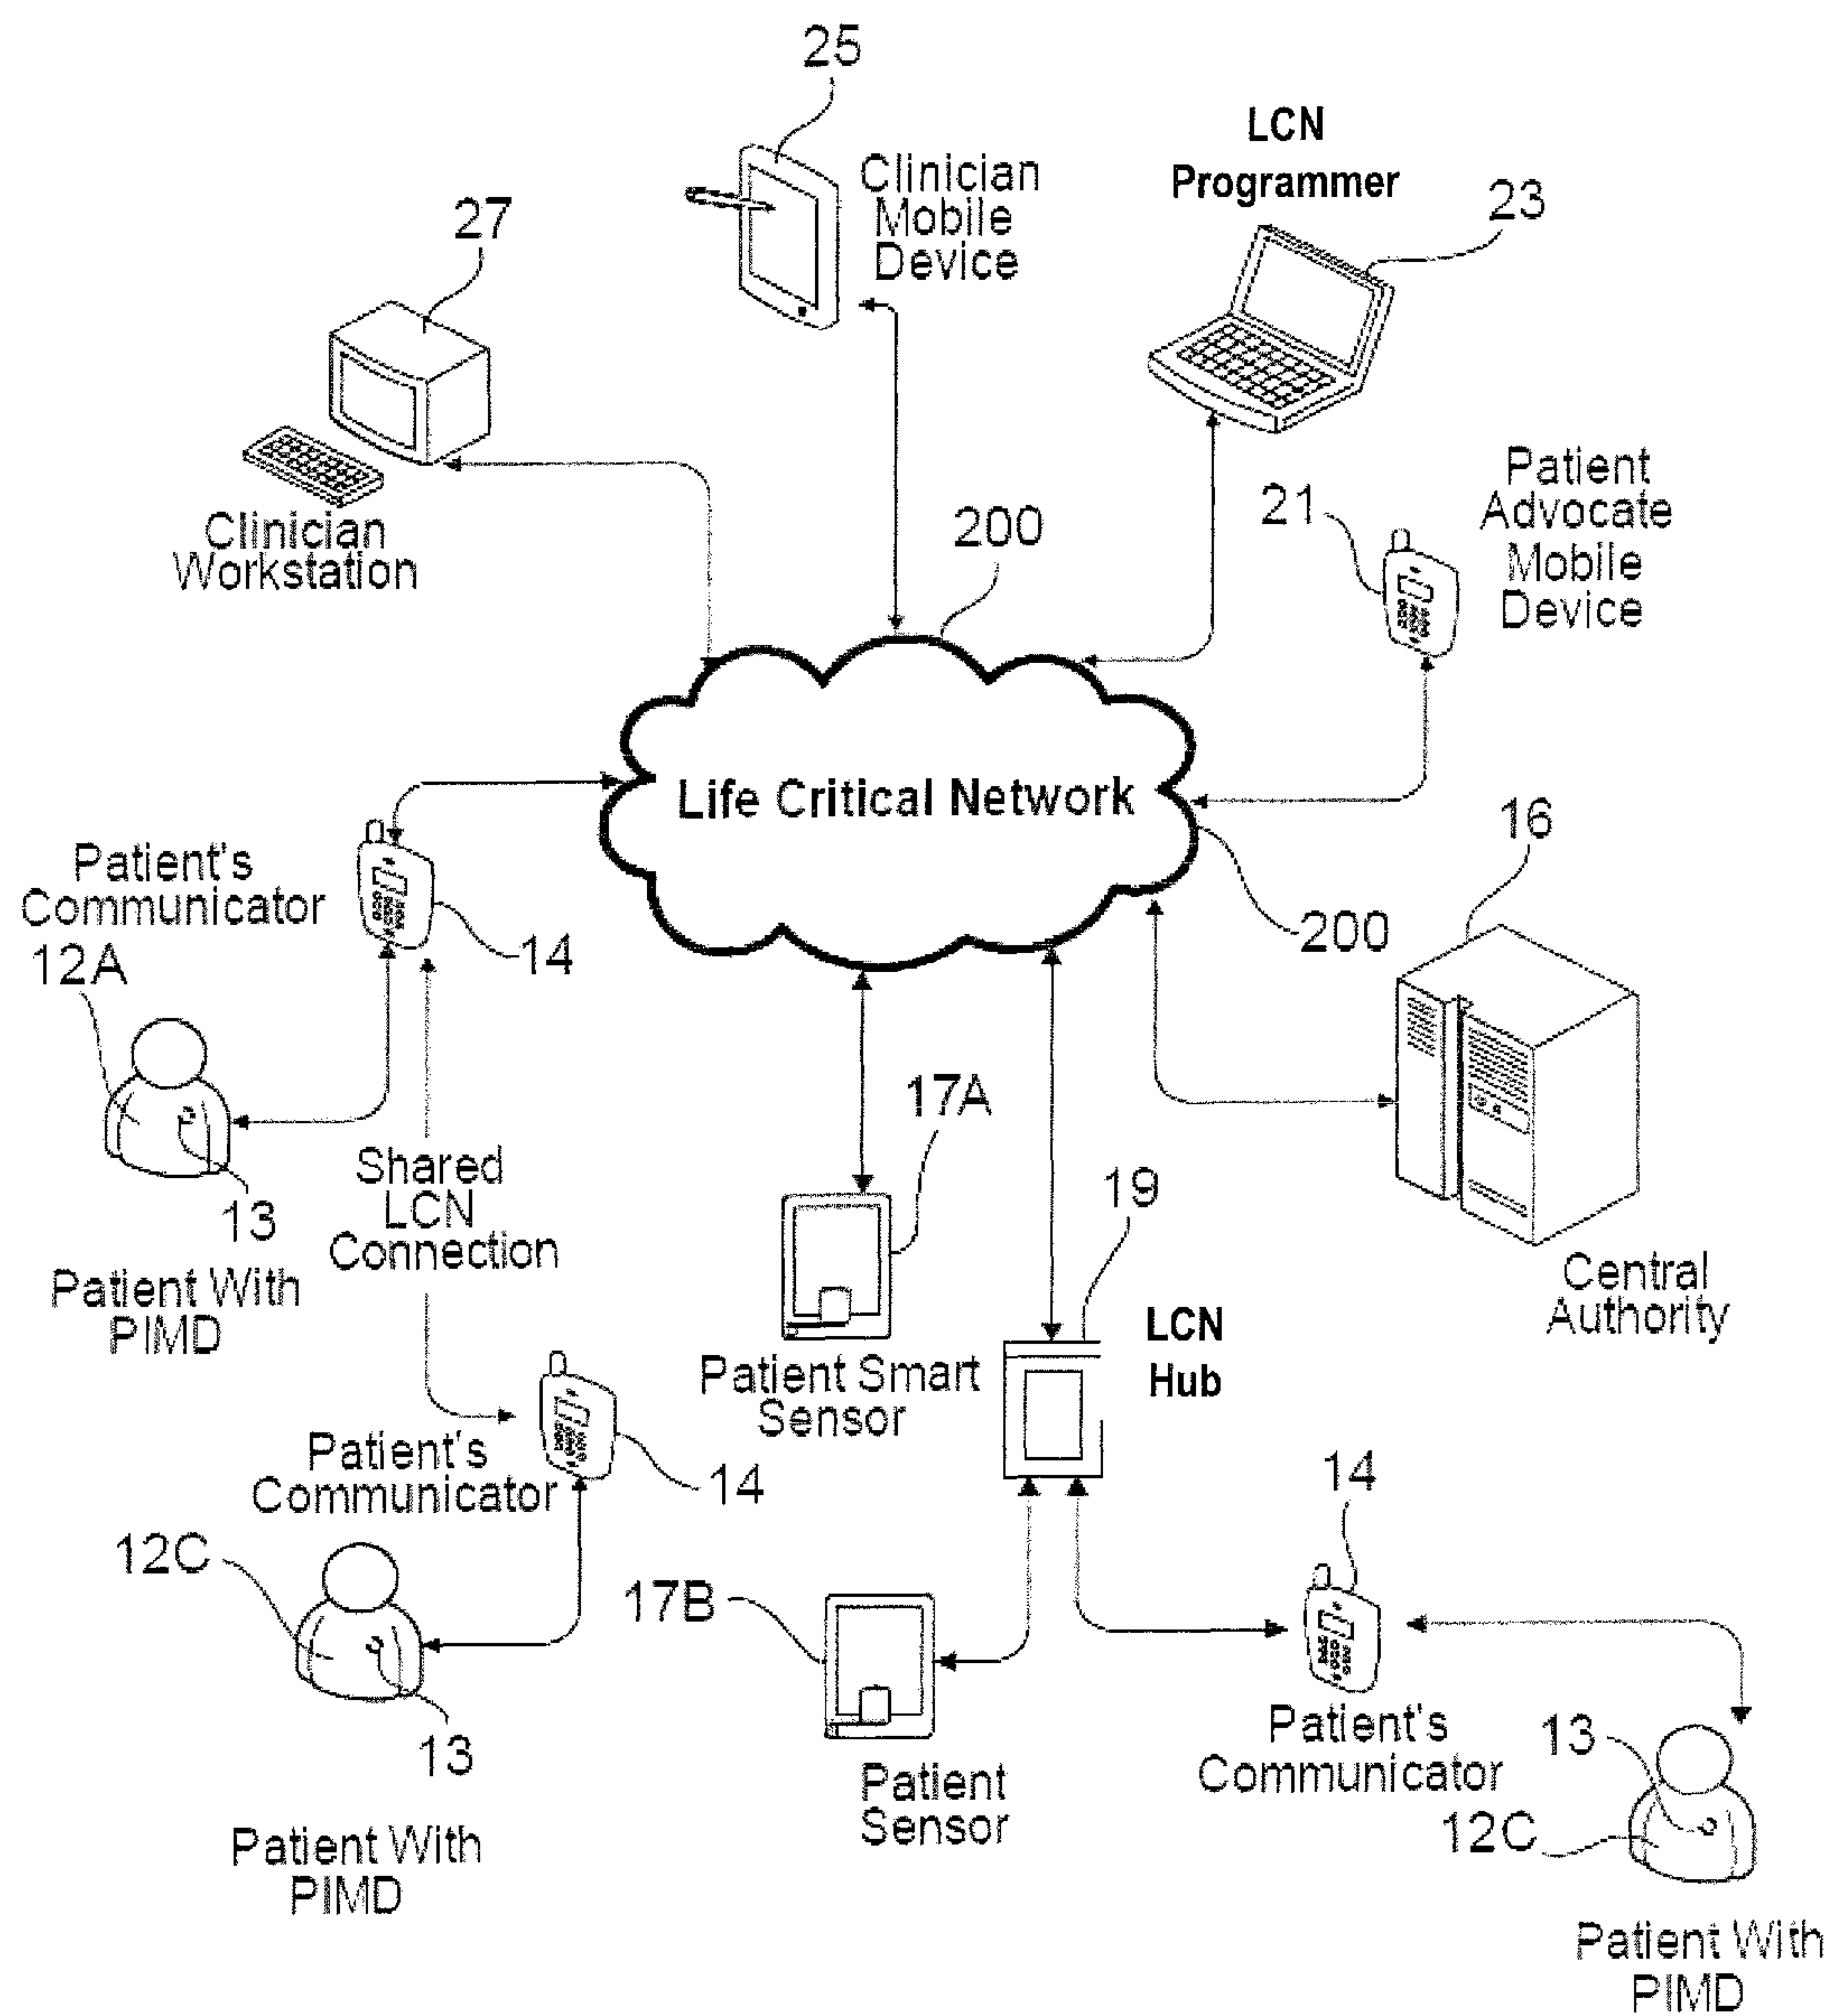 25
LCN
Programmer
Clinician
Mobile
Device
23
27
Patient
Advocate
Mobile
Device
21
Clinician
Workstation
200
Life Critical Network
16
Patient's
Communicator
12A
14
200
17A
Shared
LCN
Connection
13
19
Patient With
PIMD
Central
Authority
LCN
Hub
Patient Smart
Sensor
Patient's
Communicator
14
14
12C
17B
13
Patient's
Communicator
13
12C
Patient
Sensor
Patient With
PIMD
Patient With
PIMD